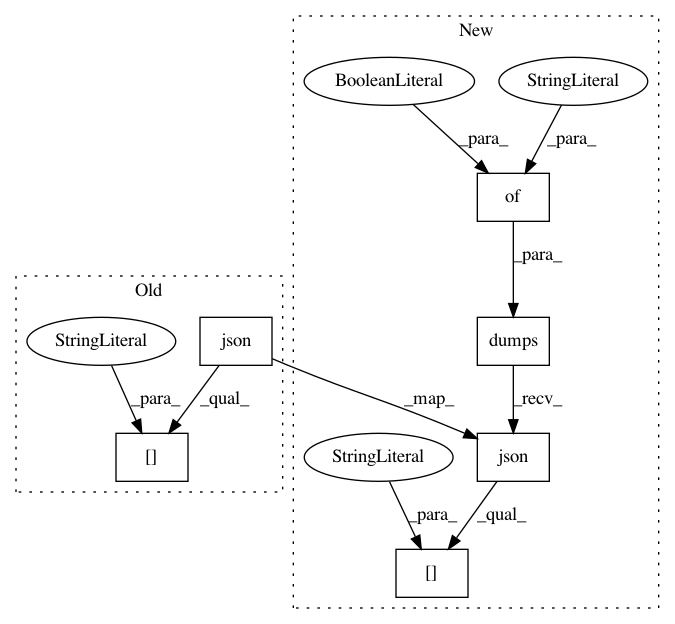 New
BooleanLiteral
StringLiteral
_para_
_para_
of
_para_
Old
StringLiteral
json
dumps
_para_
_qual_
_map_
_recv_
[]
StringLiteral
json
_para_
_qual_
[]